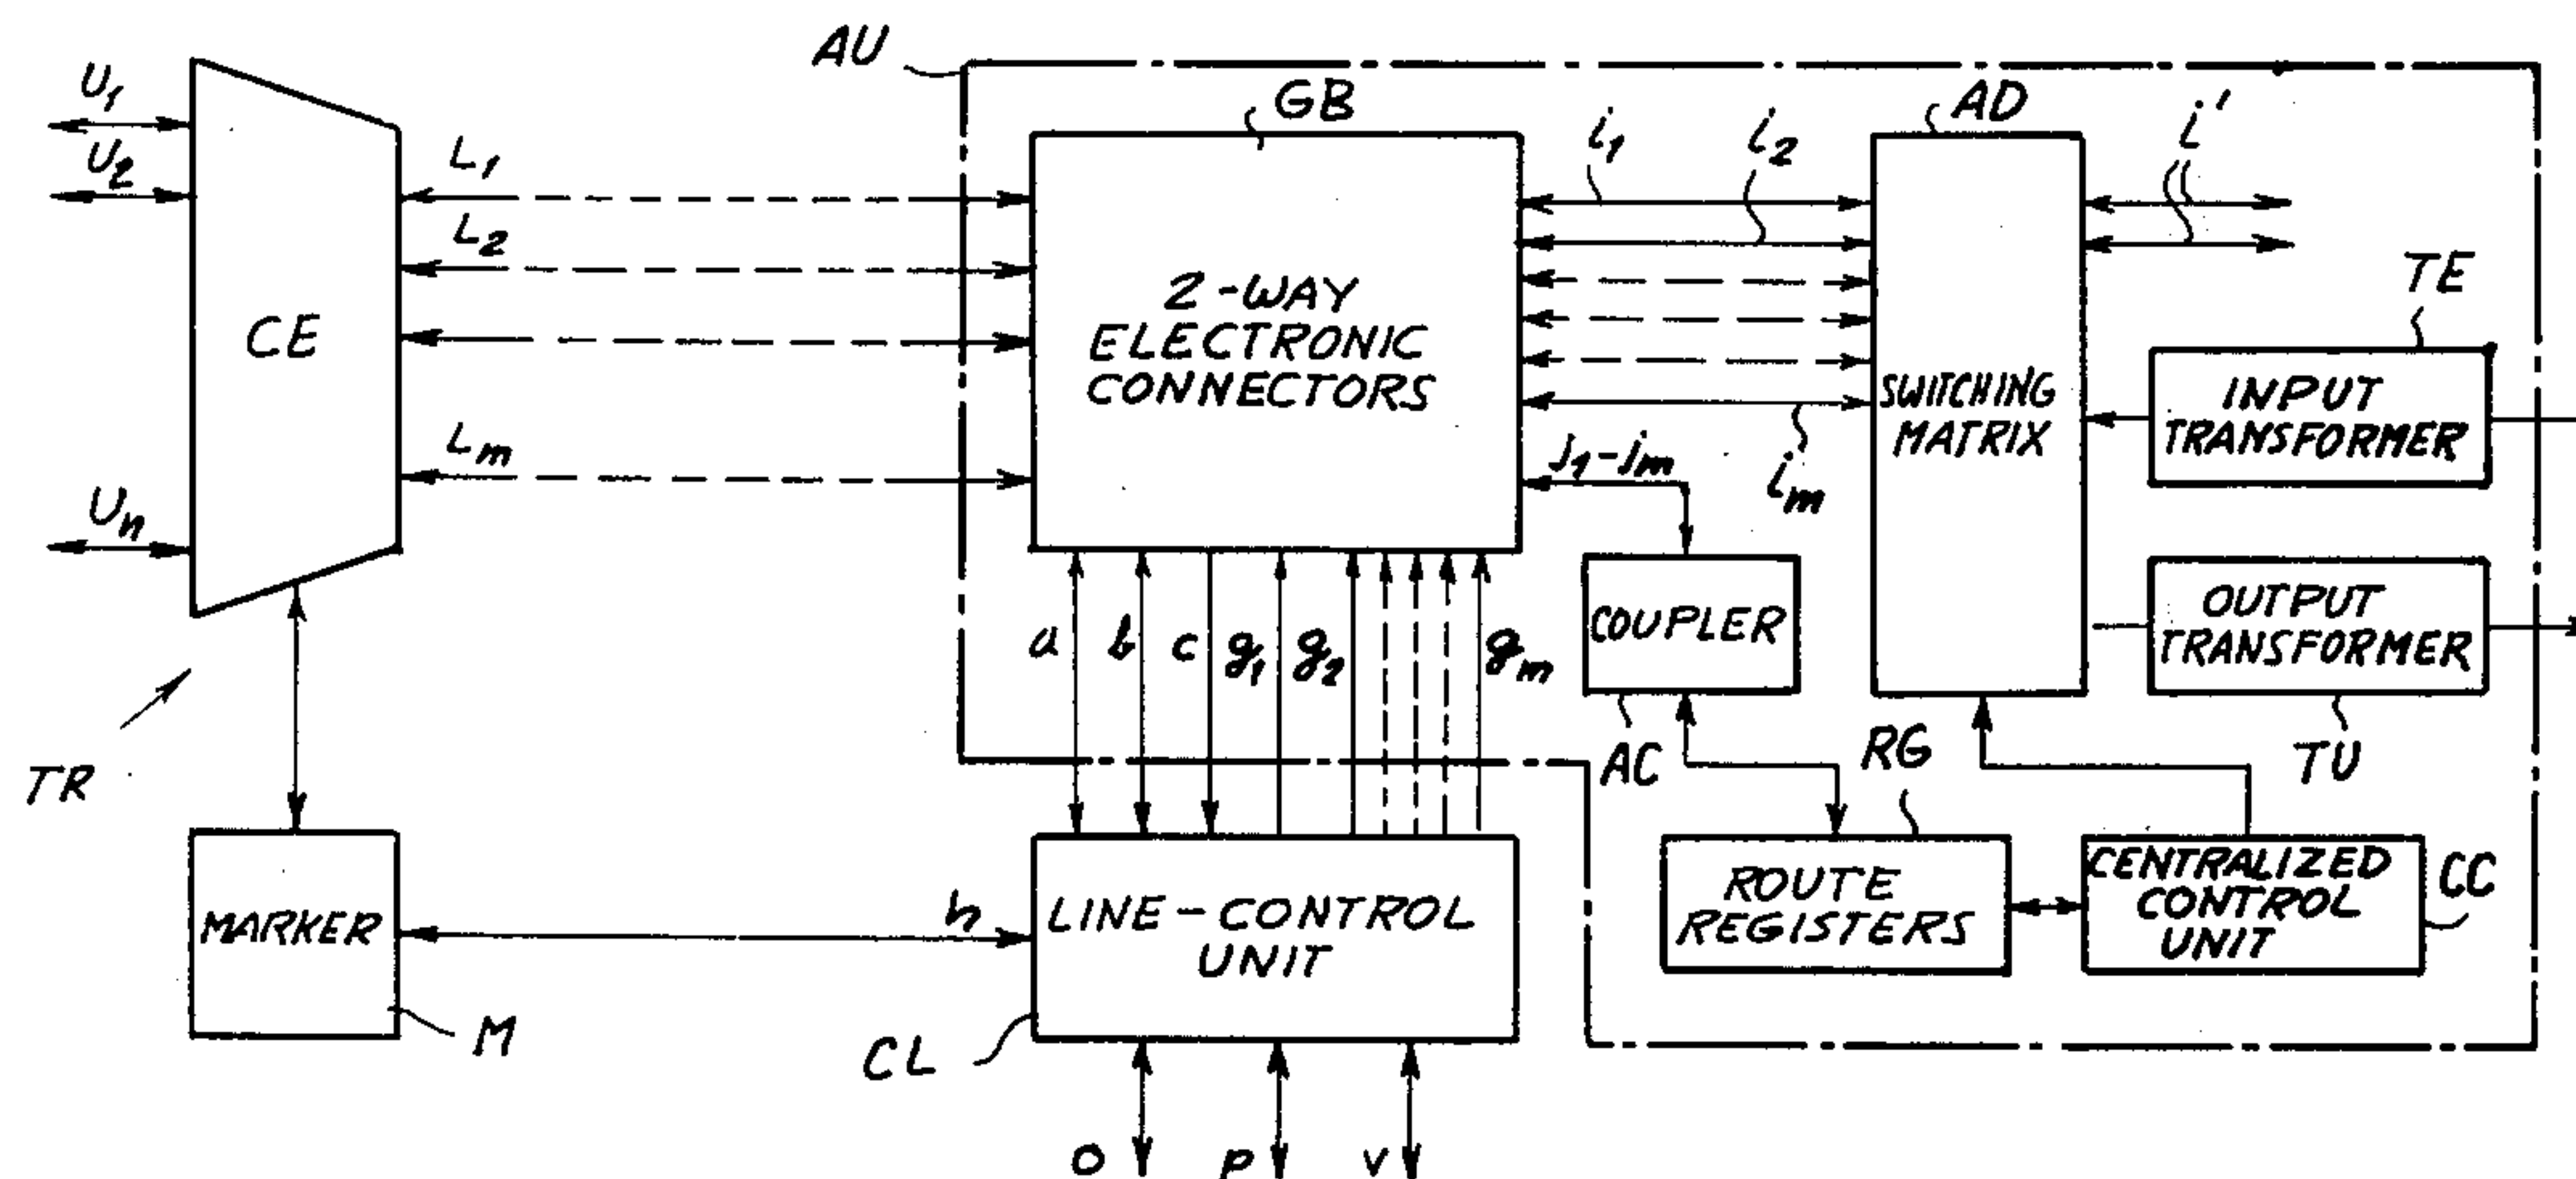 AU
U1
U2
Un
CE
L1
L2
Lm
TR
MARKER
M
GB
2-WAY
ELECTRONIC
CONNECTORS
i1
i2
im
j1-jm
AD
SWITCHING
MATRIX
i'
TE
INPUT
TRANSFORMER
OUTPUT
TRANSFORMER
TU
COUPLER
AC
a
b
c
g1
g2
gm
RG
ROUTE
REGISTERS
CENTRALIZED
CONTROL
UNIT
CC
h
LINE-CONTROL
UNIT
CL
o
p
v